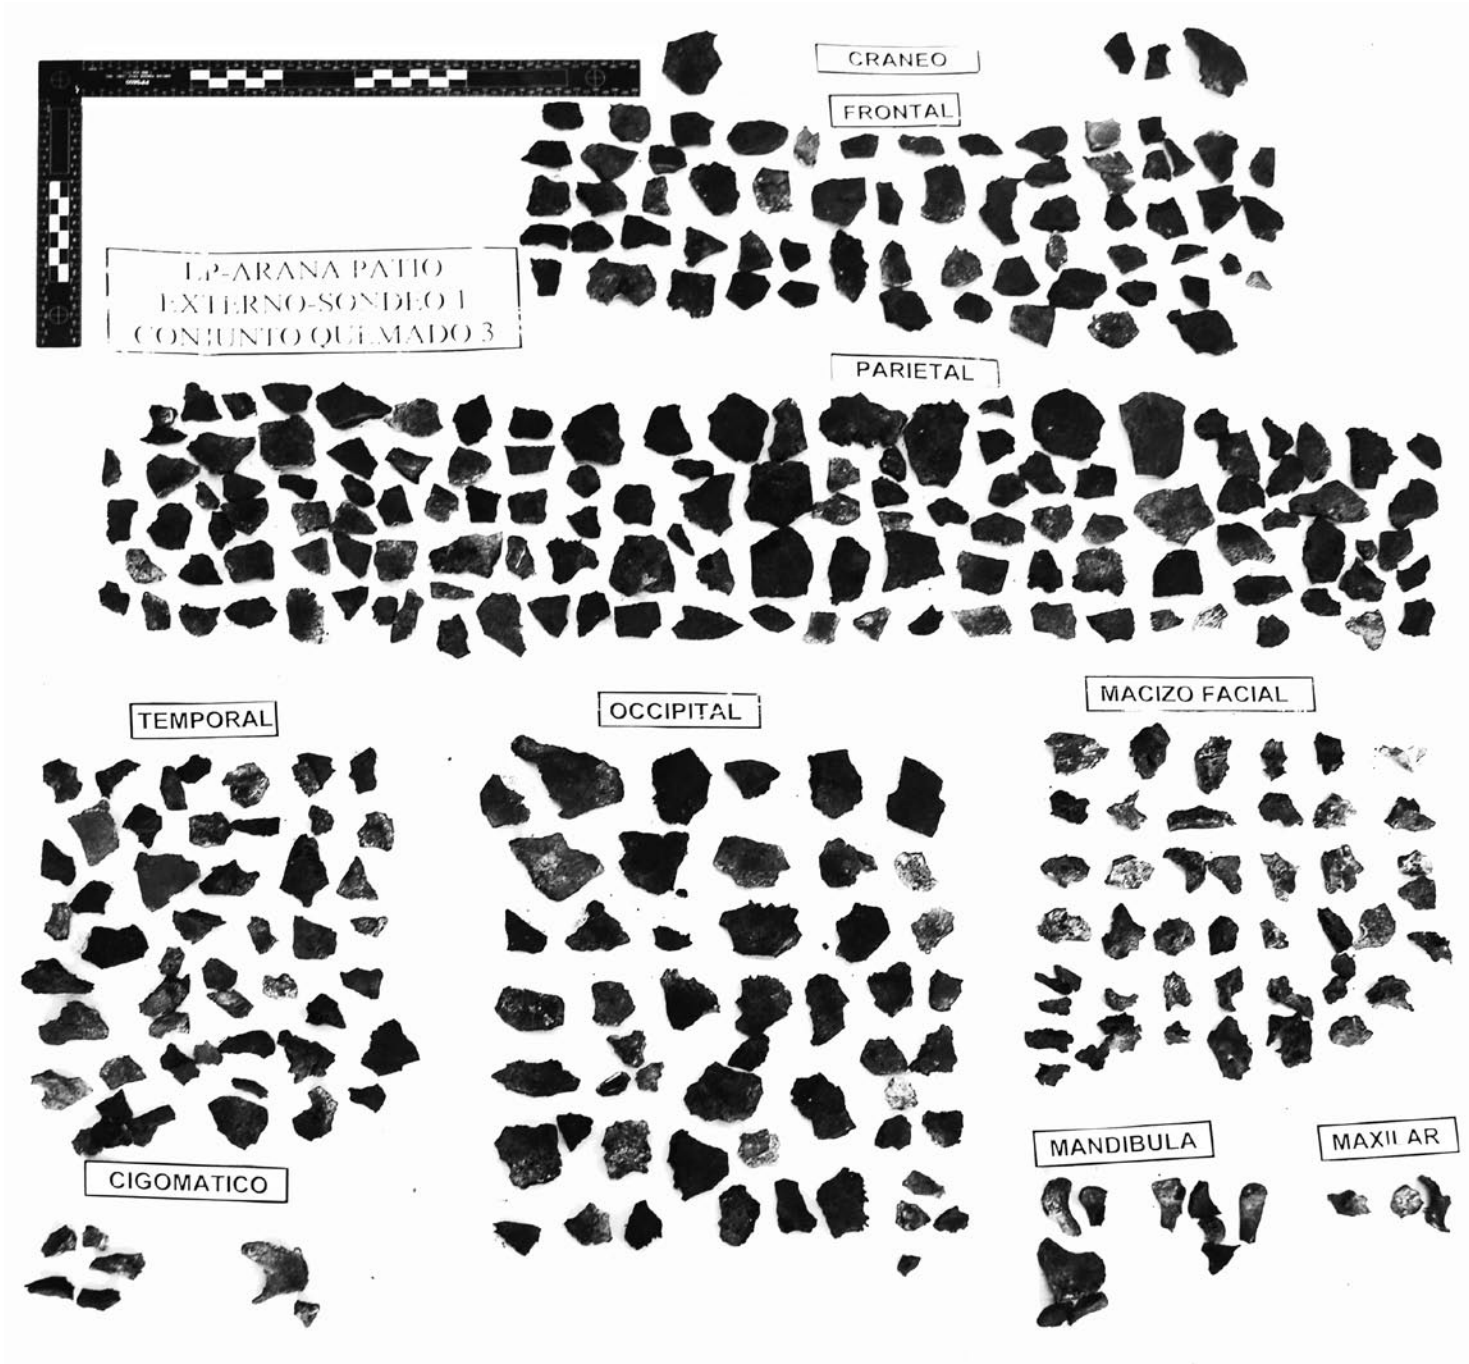 CRANEO
FRONTAL
LP-ARANA PATIO
EXTERNO-SONDEO 1
CONJUNTO QUEMADO 3
PARIETAL
TEMPORAL
OCCIPITAL
MACIZO FACIAL
CIGOMATICO
MANDIBULA
MAXILAR